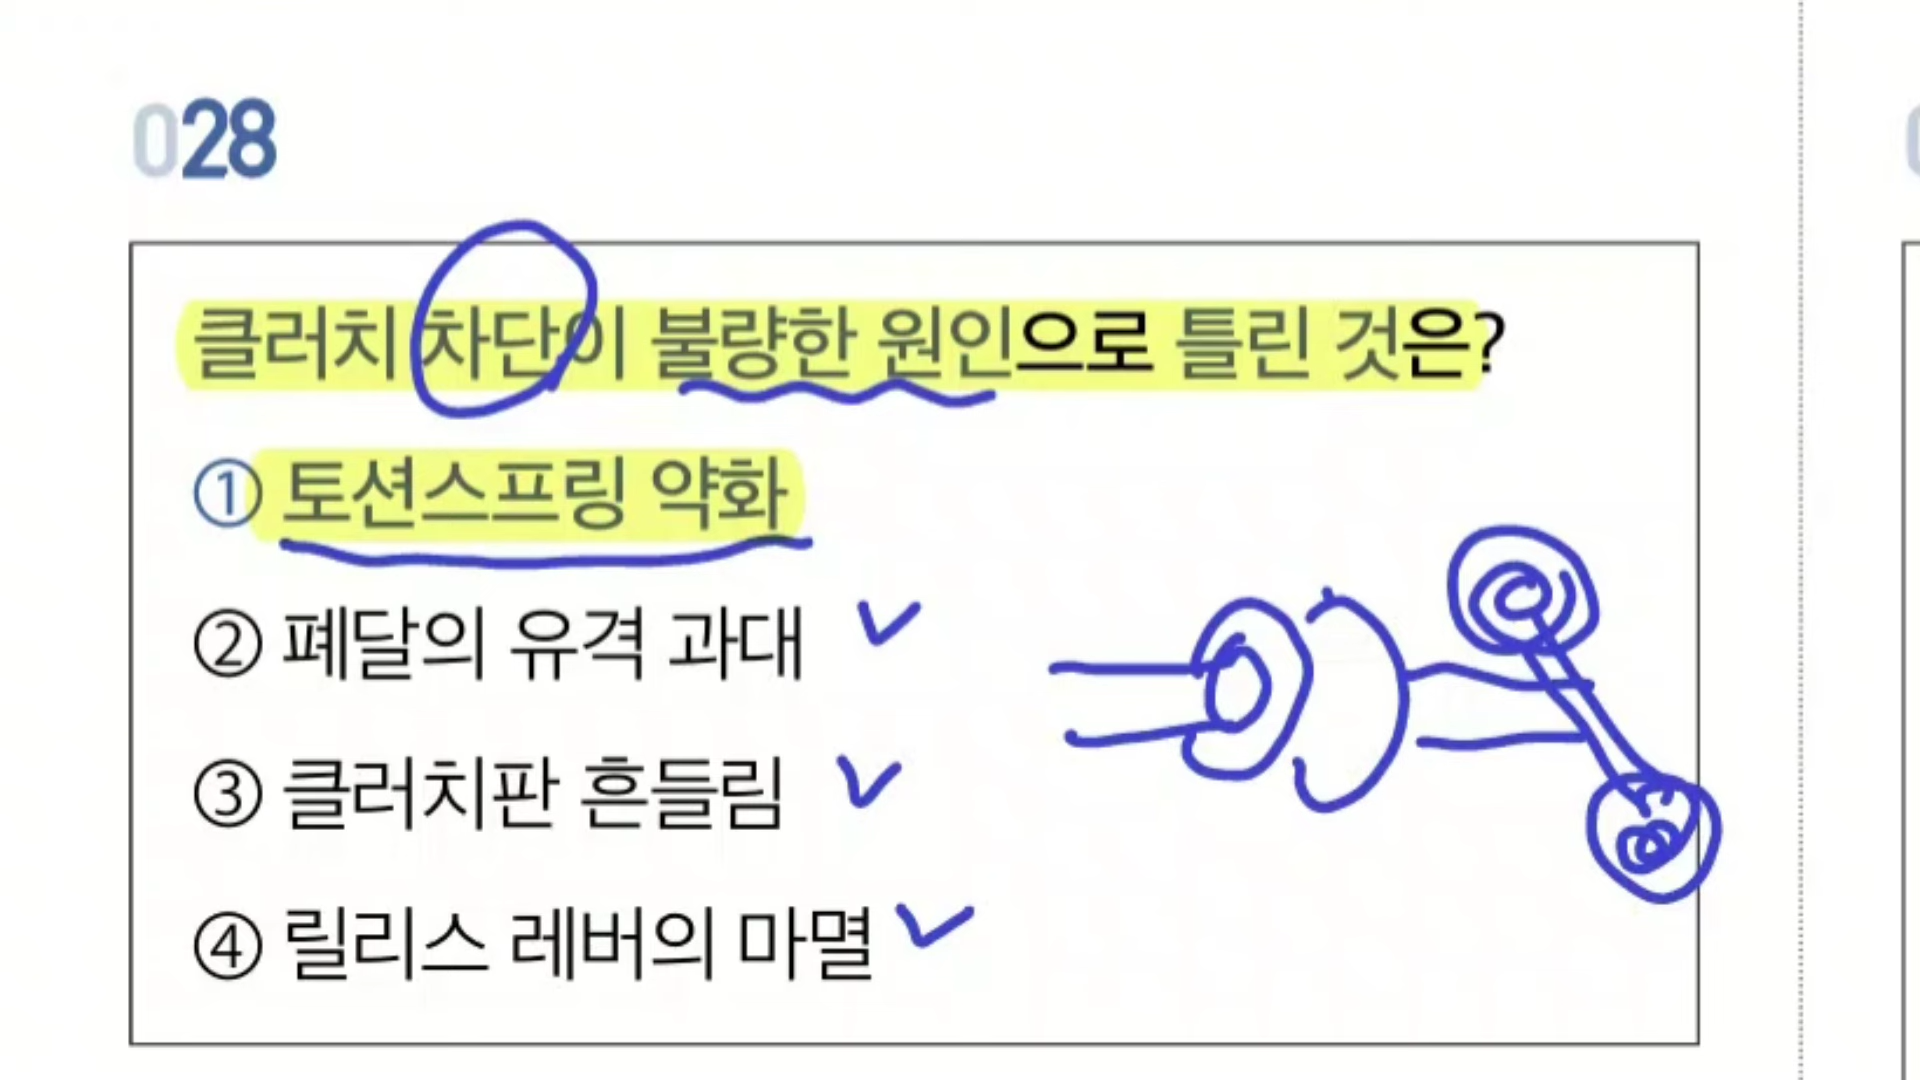 028
클러치 차단이 불량한 원인으로 틀린 것은?
① 토션스프링 약화
② 폐달의 유격 과대
③ 클러치판 흔들림
④ 릴리스 레버의 마멸